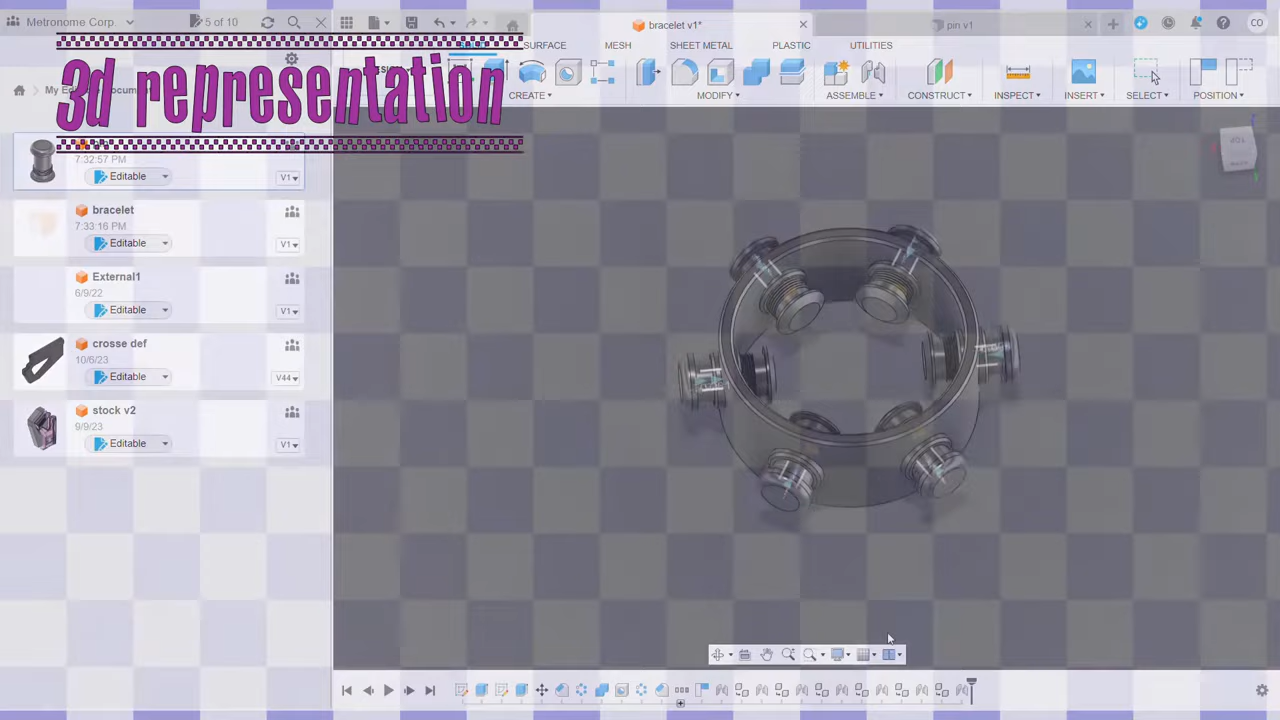 Metronome Corp.
5 of 10
bracelet v1*
pin v1
CO
SURFACE
MESH
SHEET METAL
PLASTIC
UTILITIES
3d representation
CREATE
MODIFY
ASSEMBLE
CONSTRUCT
INSPECT
INSERT
SELECT
POSITION
TOP
7:32:57 PM
Editable
V1
bracelet
7:33:16 PM
Editable
V1
External1
6/9/22
Editable
V1
crosse def
10/6/23
Editable
V44
stock v2
9/9/23
Editable
V1